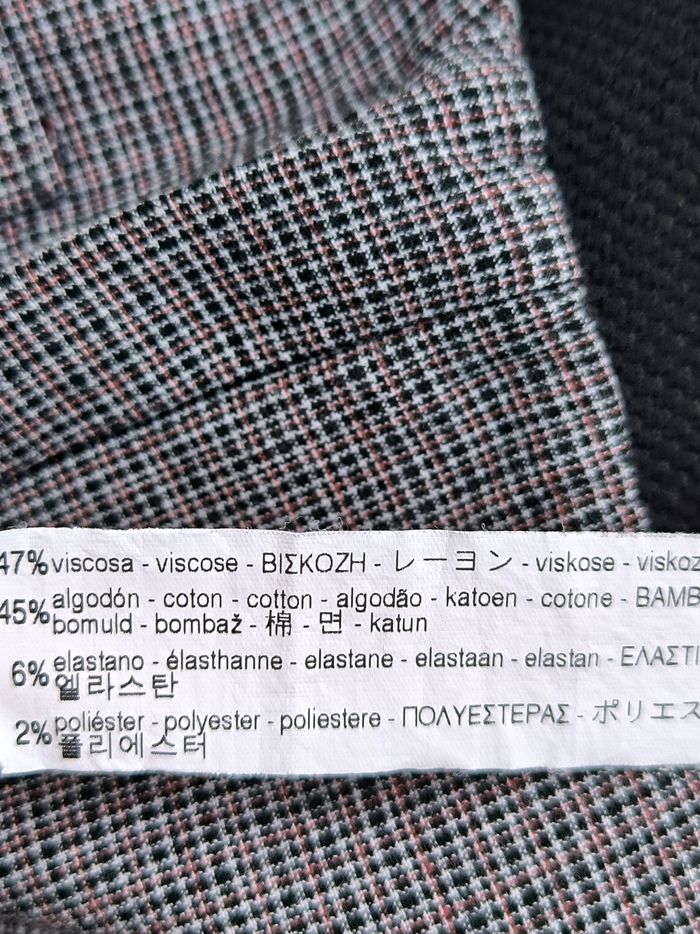 47% viscosa - viscose - ΒΙΣΚΟΖΗ - レーヨン - viskose - viskoz
45% algodón - coton - cotton - algodão - katoen - cotone - BAMB
bomuld - bombaž - 棉 - 면 - katun
6% elastano - élasthanne - elastane - elastaan - elastan - ΕΛΑΣΤΙ
엘라스탄
2% poliéster - polyester - poliestere - ΠΟΛΥΕΣΤΕΡΑΣ - ポリエス
폴리에스터